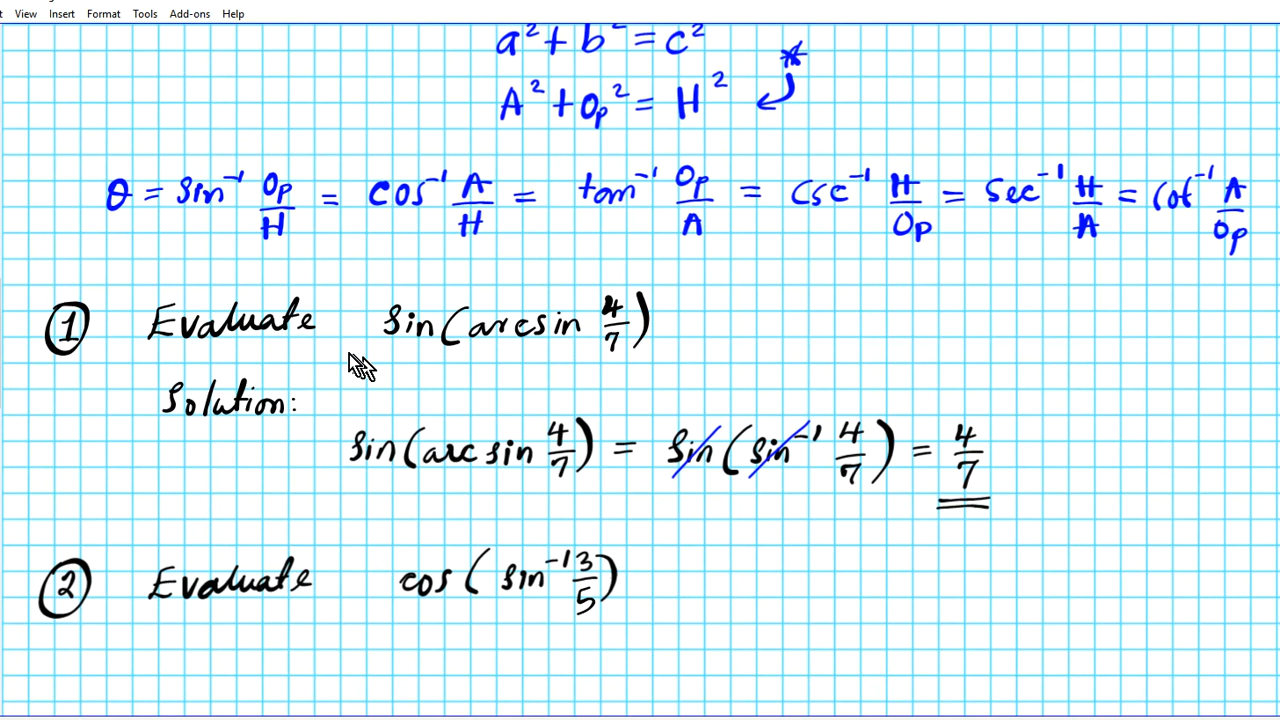 View Insert Format Tools Add-ons Help
a² + b² = c²
A² + Op² = H² *
θ = sin⁻¹ Op/H = cos⁻¹ A/H = tan⁻¹ Op/A = csc⁻¹ H/Op = sec⁻¹ H/A = cot⁻¹ A/Op
① Evaluate sin(arcsin 4/7)
Solution:
sin(arcsin 4/7) = sin(sin⁻¹ 4/7) = 4/7
② Evaluate cos(sin⁻¹ 3/5)